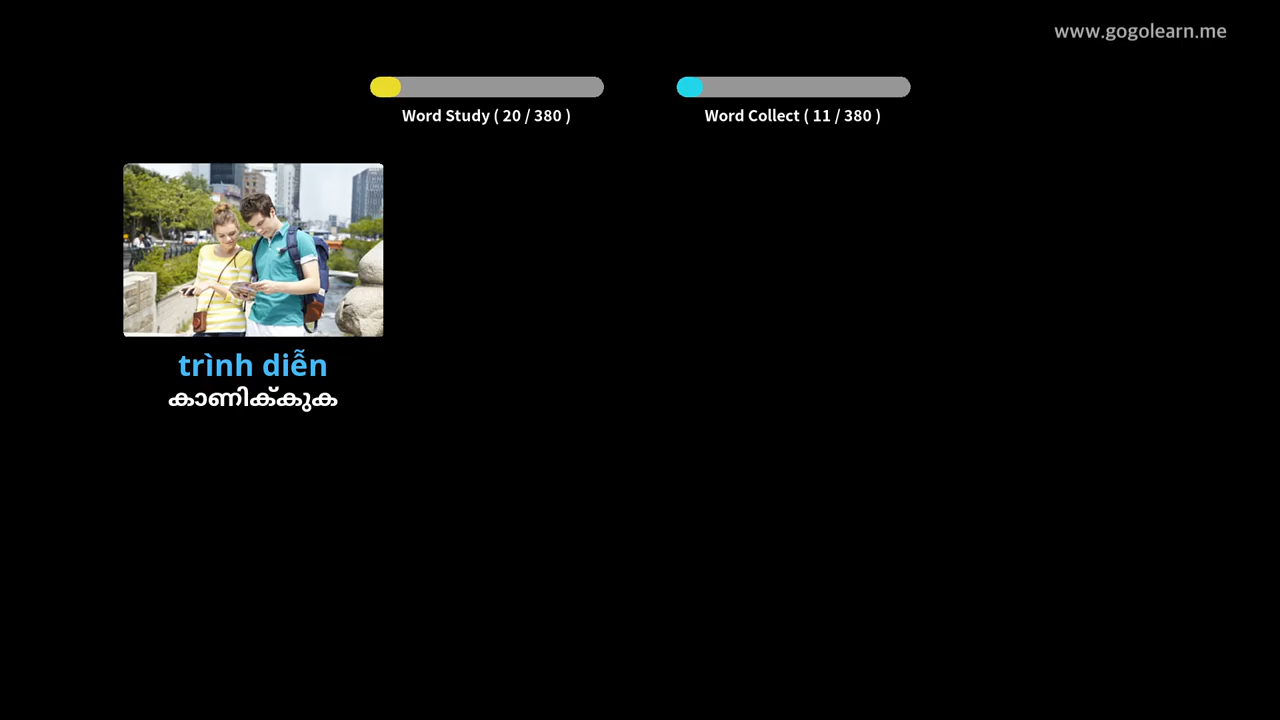 www.gogolearn.me
Word Study ( 20 / 380 )
Word Collect ( 11 / 380 )
trình diễn
കാണിക്കുക